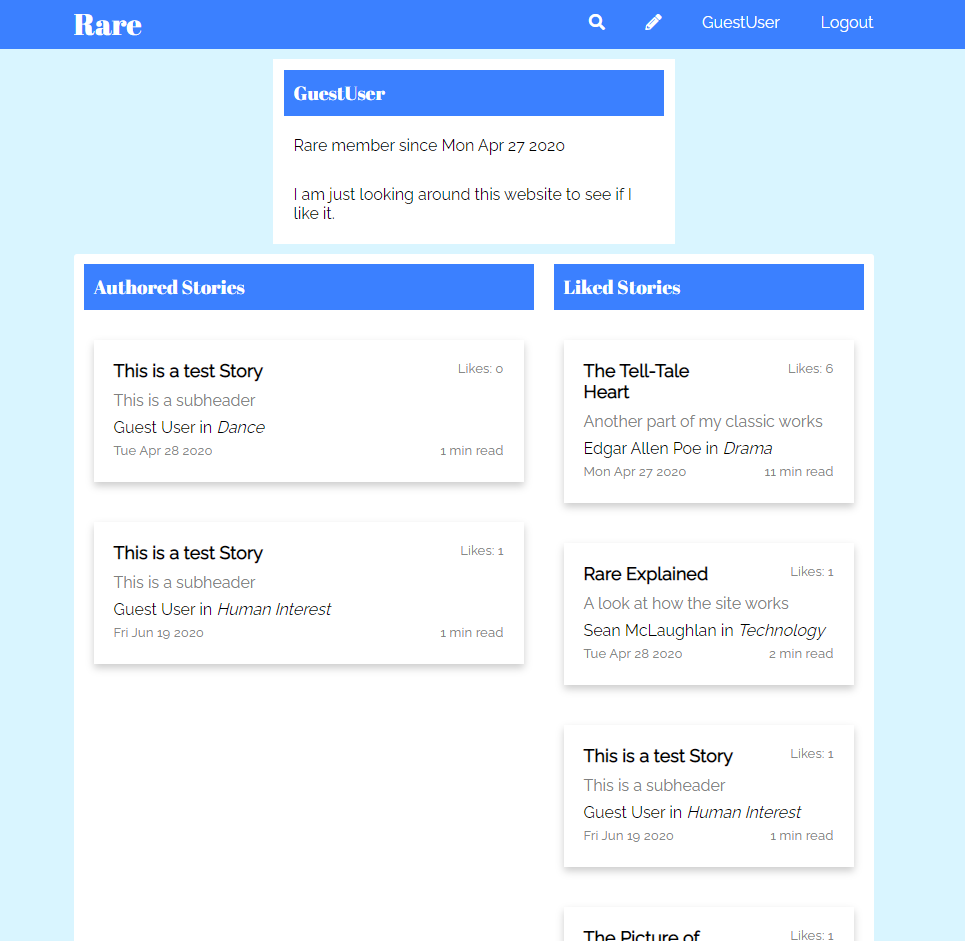 Rare
GuestUser
Logout
GuestUser
Rare member since Mon Apr 27 2020
I am just looking around this website to see if I
like it.
Authored Stories
This is a test Story
Likes: 0
This is a subheader
Guest User in Dance
Tue Apr 28 2020
1 min read
This is a test Story
Likes: 1
This is a subheader
Guest User in Human Interest
Fri Jun 19 2020
1 min read
Liked Stories
The Tell-Tale
Heart
Likes: 6
Another part of my classic works
Edgar Allen Poe in Drama
Mon Apr 27 2020
11 min read
Rare Explained
Likes: 1
A look at how the site works
Sean McLaughlan in Technology
Tue Apr 28 2020
2 min read
This is a test Story
Likes: 1
This is a subheader
Guest User in Human Interest
Fri Jun 19 2020
1 min read
The Picture of
Likes: 1